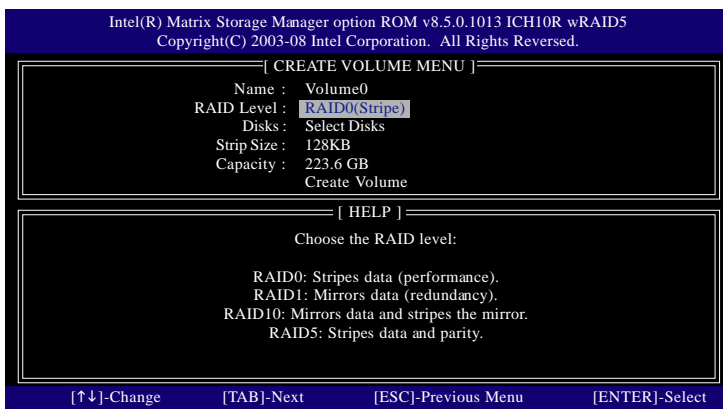 Intel(R) Matrix Storage Manager option ROM v8.5.0.1013 ICH10R wRAID5
Copyright(C) 2003-08 Intel Corporation.  All Rights Reversed.
[ CREATE VOLUME MENU ]
Name : Volume0
RAID Level : RAID0(Stripe)
Disks : Select Disks
Strip Size : 128KB
Capacity : 223.6 GB
Create Volume
[ HELP ]
Choose the RAID level:
RAID0: Stripes data (performance).
RAID1: Mirrors data (redundancy).
RAID10: Mirrors data and stripes the mirror.
RAID5: Stripes data and parity.
[↑↓]-Change [TAB]-Next [ESC]-Previous Menu [ENTER]-Select